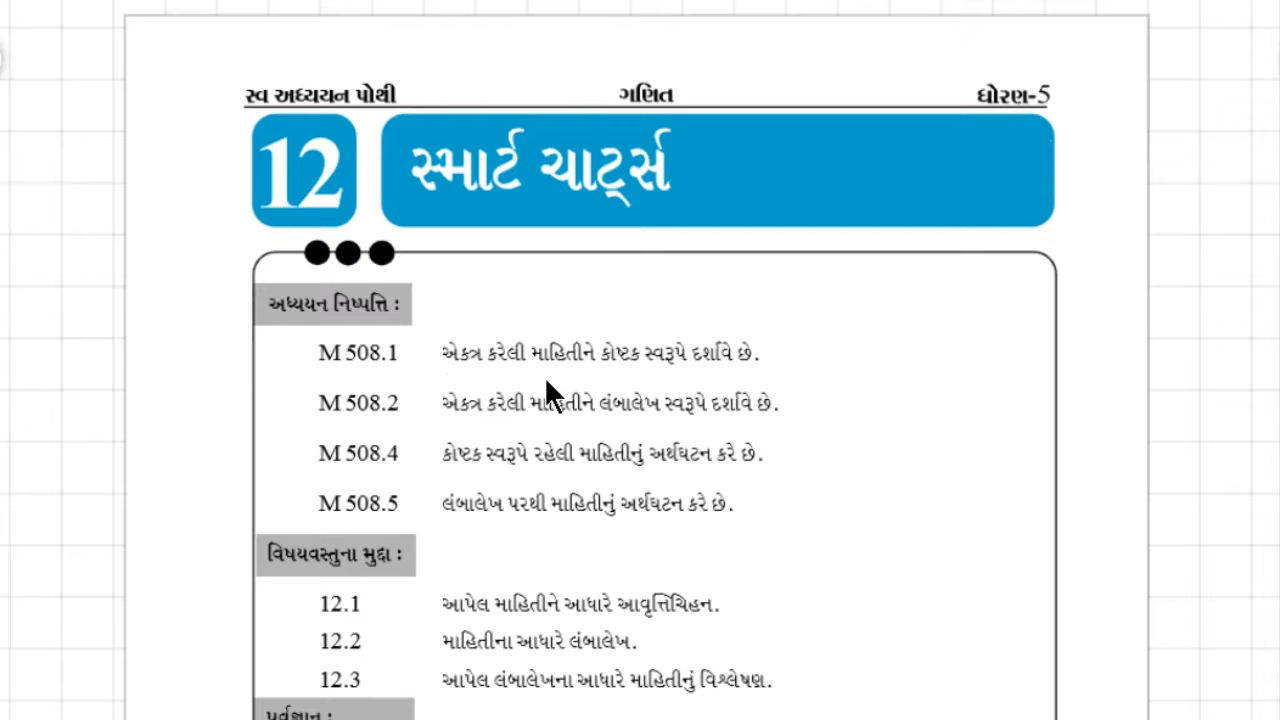 સ્વ અધ્યયન પોથી ગણિત ધોરણ-5
12 સ્માર્ટ ચાર્ટ્સ
અધ્યયન નિષ્પત્તિ :
M 508.1 એકત્ર કરેલી માહિતીને કોષ્ટક સ્વરૂપે દર્શાવે છે.
M 508.2 એકત્ર કરેલી માહિતીને લંબાલેખ સ્વરૂપે દર્શાવે છે.
M 508.4 કોષ્ટક સ્વરૂપે રહેલી માહિતીનું અર્થઘટન કરે છે.
M 508.5 લંબાલેખ પરથી માહિતીનું અર્થઘટન કરે છે.
વિષયવસ્તુના મુદ્દા :
12.1 આપેલ માહિતીને આધારે આવૃત્તિચિહન.
12.2 માહિતીના આધારે લંબાલેખ.
12.3 આપેલ લંબાલેખના આધારે માહિતીનું વિશ્લેષણ.
પૂર્વજ્ઞાન :